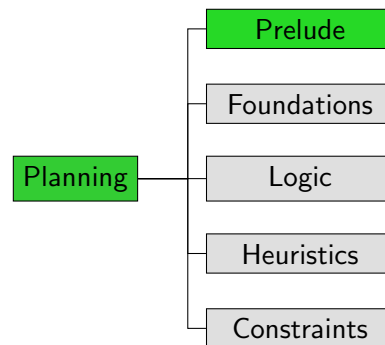 Prelude
Foundations
Planning
Logic
Heuristics
Constraints